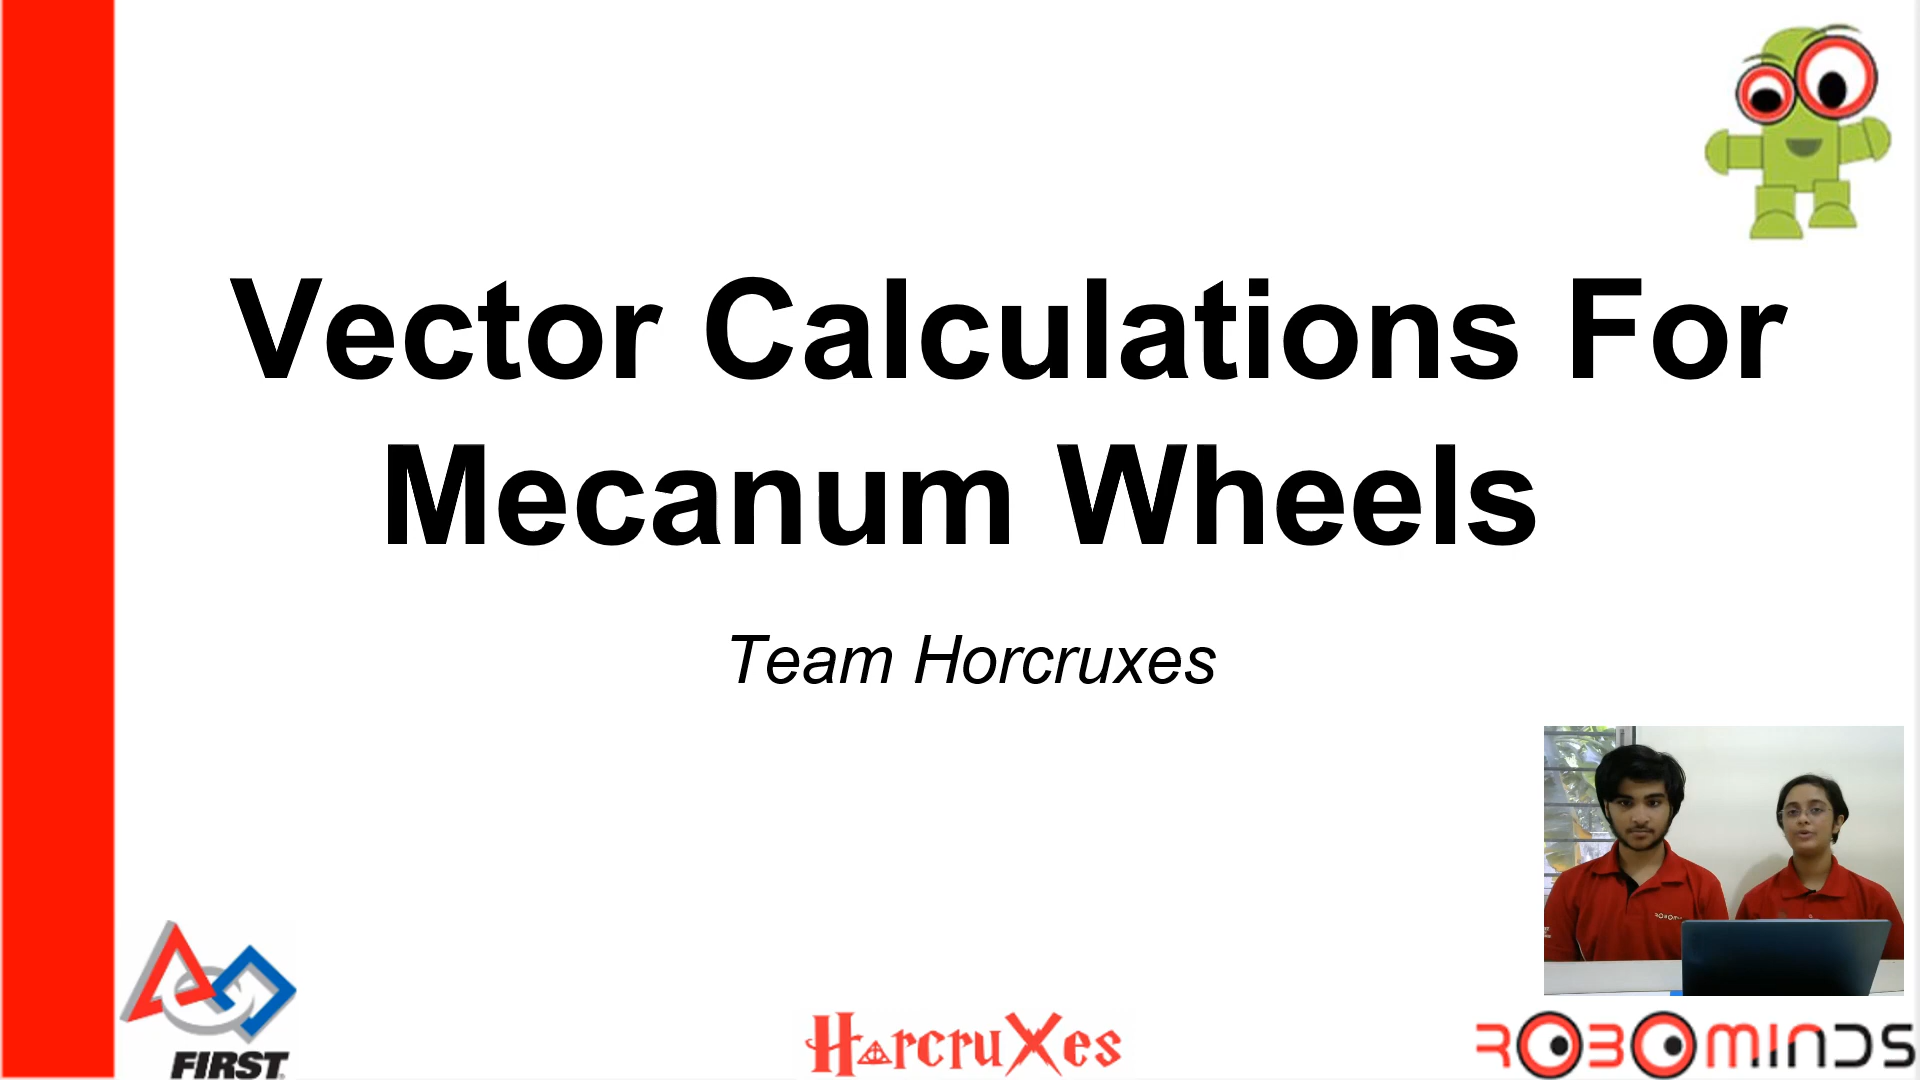 Vector Calculations For
Mecanum Wheels
Team Horcruxes
FIRST
HorcruXes
ROBOMINDS